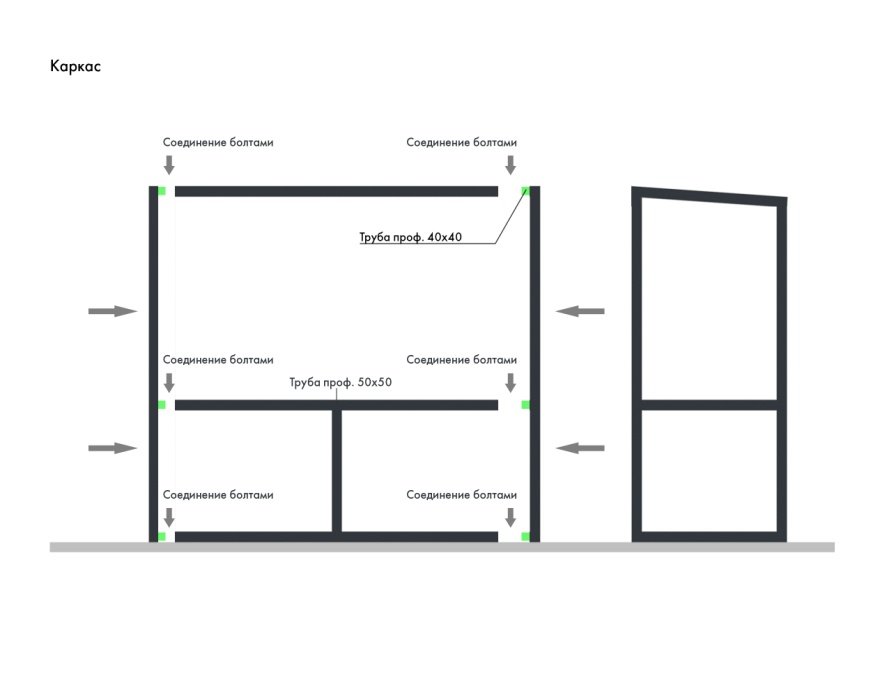 Каркас
Соединение болтами
Соединение болтами
Труба проф. 40х40
Соединение болтами
Соединение болтами
Труба проф. 50х50
Соединение болтами
Соединение болтами